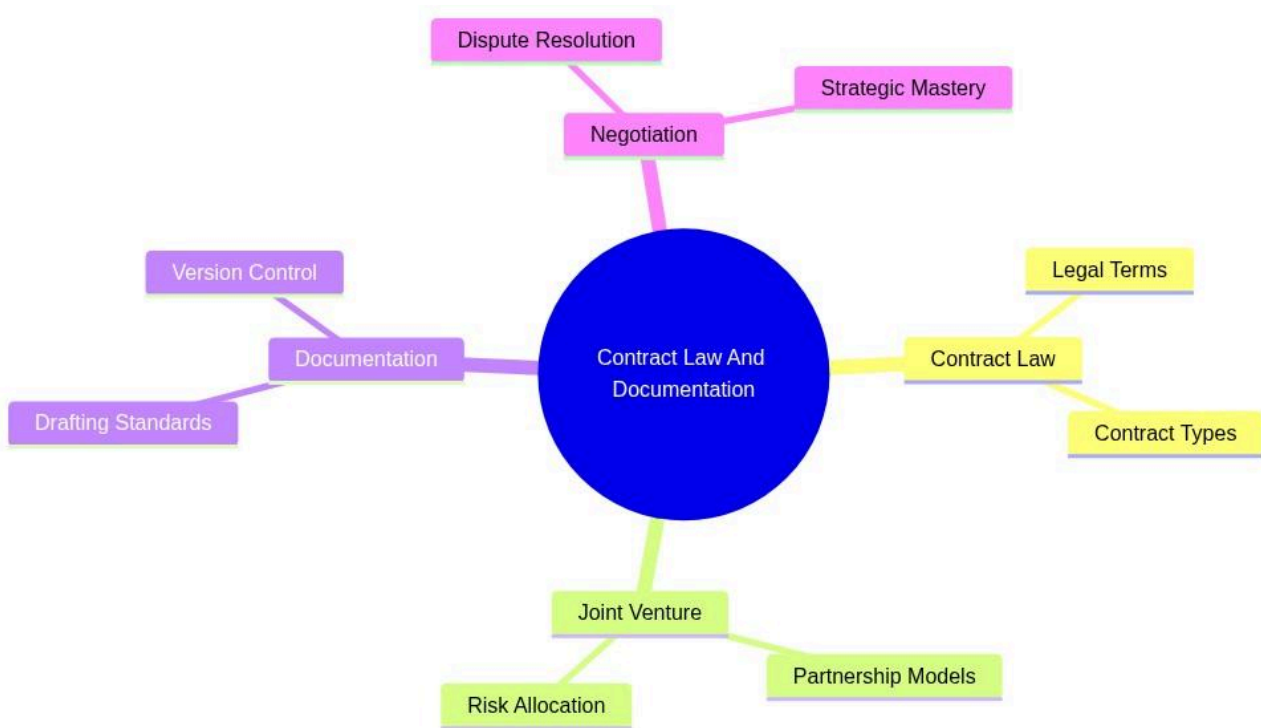 Dispute Resolution
Strategic Mastery
Negotiation
Version Control
Legal Terms
Documentation
Contract Law And
Documentation
Contract Law
Drafting Standards
Contract Types
Joint Venture
Partnership Models
Risk Allocation